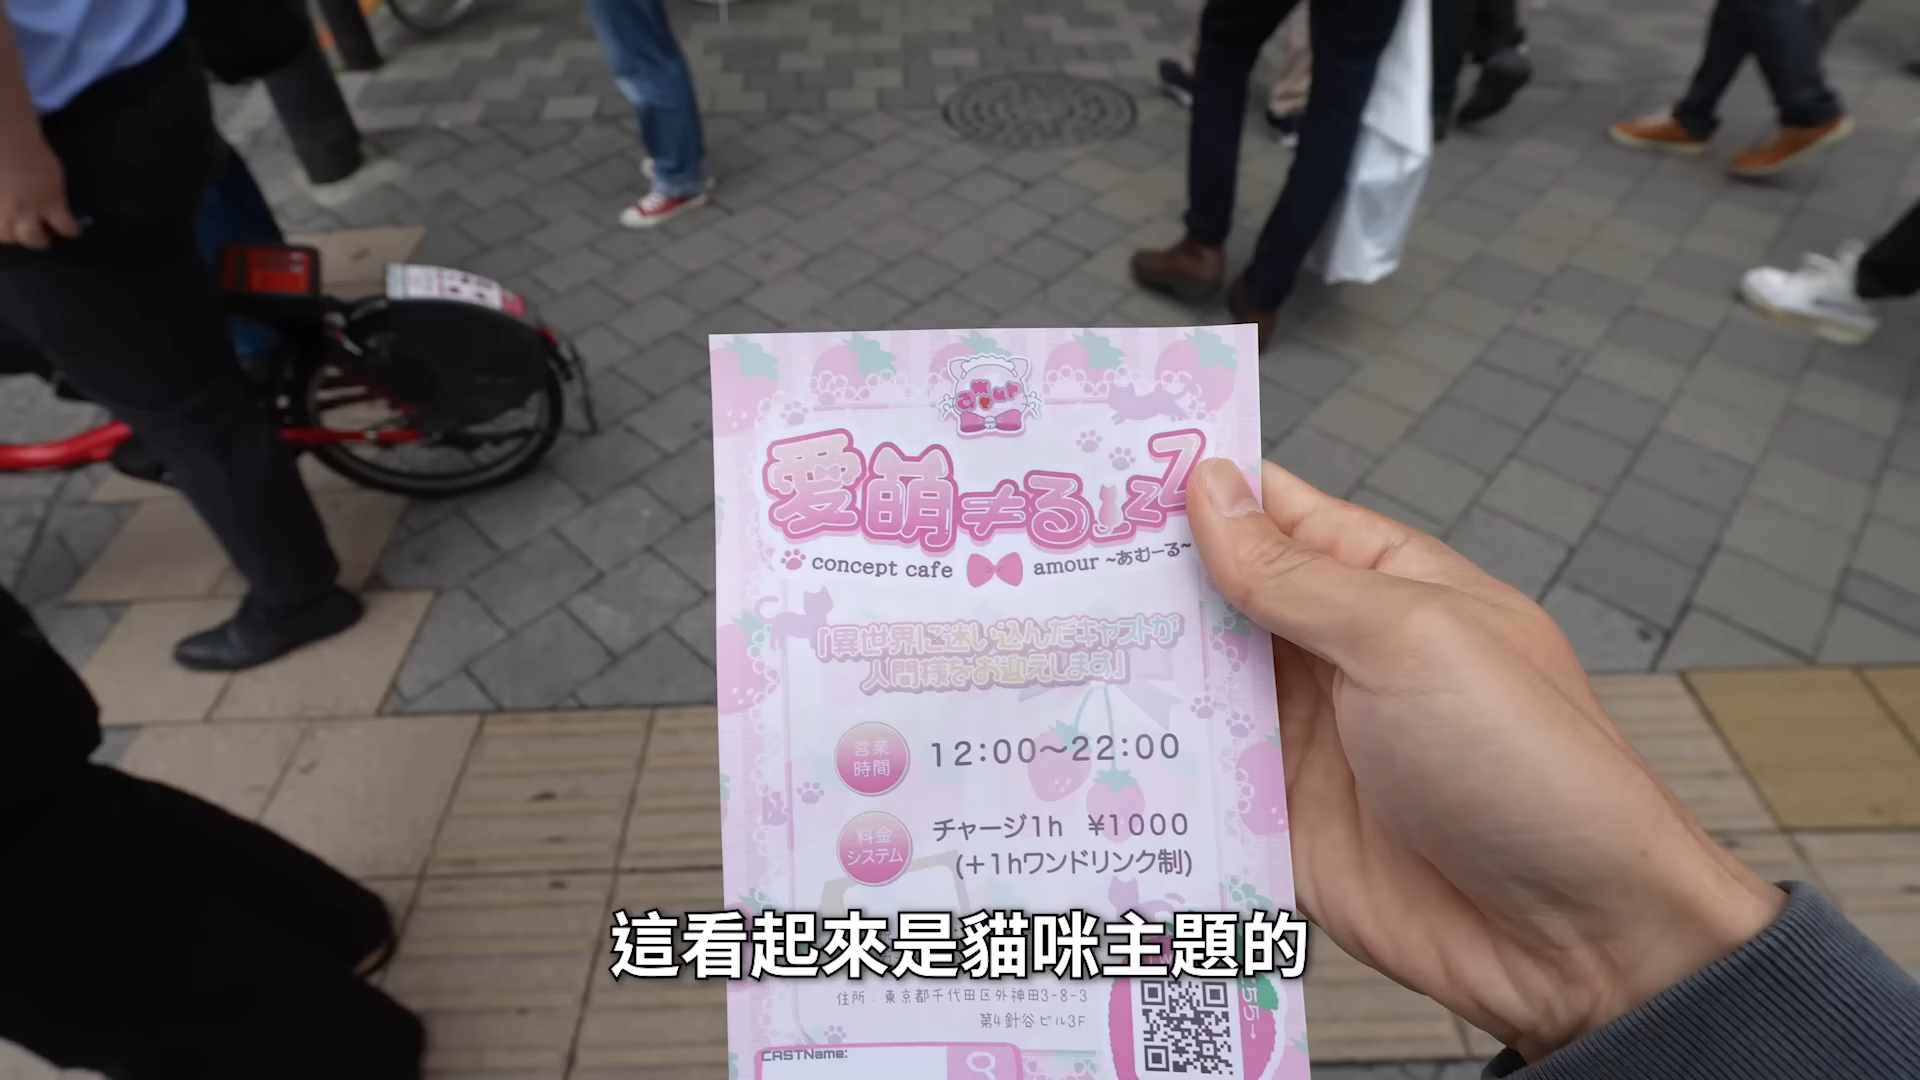 amour
愛萌≠るzZ
concept cafe amour ~あむーる~
「異世界に迷い込んだキャストが
人間様をお迎えします」
営業
時間
12:00〜22:00
料金
システム
チャージ1h ¥1000
(+1hワンドリンク制)
這看起來是貓咪主題的
住所:東京都千代田区外神田3-8-3
第4針谷ビル3F
CASTName: